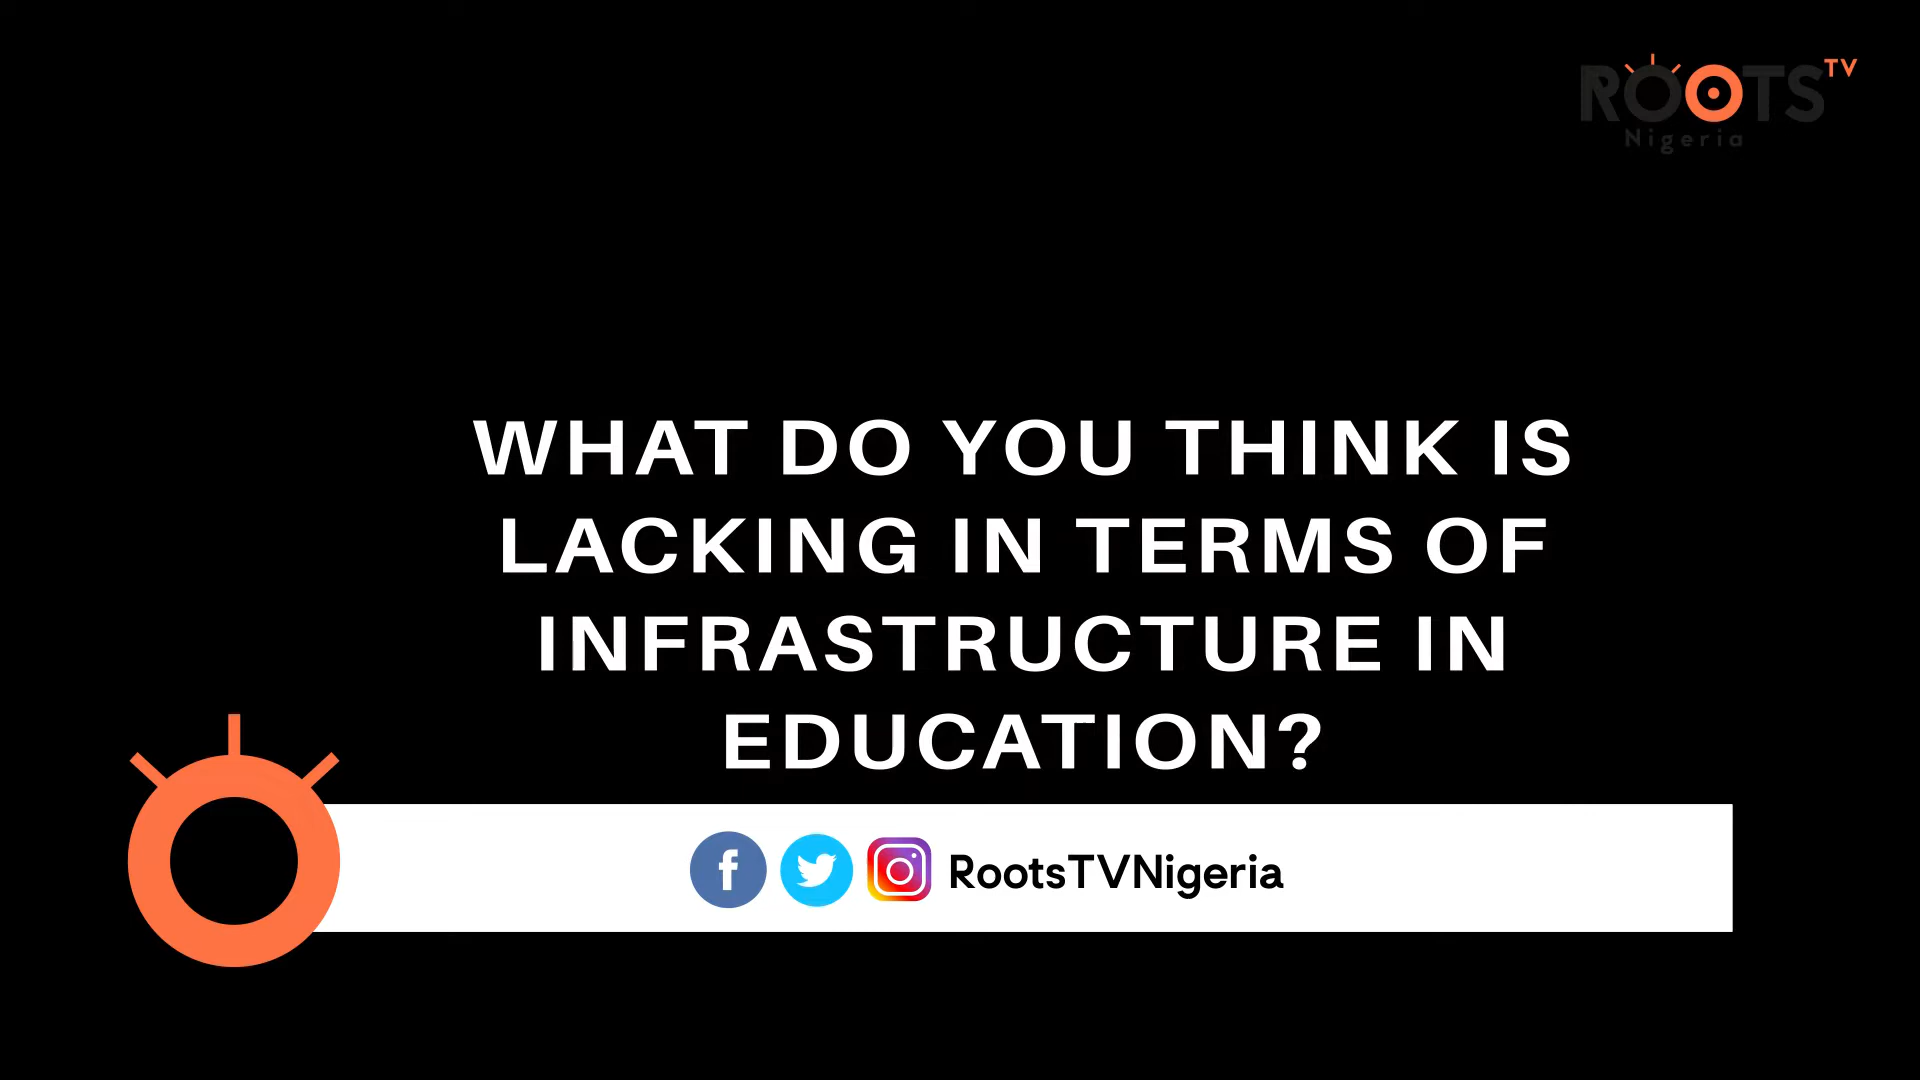 ROOTS TV
Nigeria
WHAT DO YOU THINK IS
LACKING IN TERMS OF
INFRASTRUCTURE IN
EDUCATION?
RootsTVNigeria